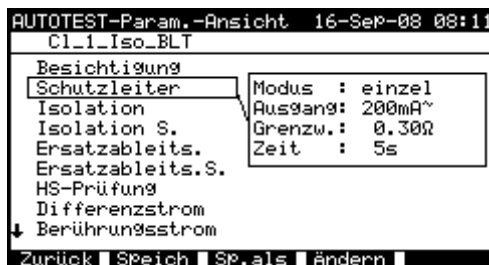 AUTOTEST-Param.-Ansicht 16-Sep-08 08:11
Cl_1_Iso_BLT
Besichtigung
Schutzleiter
Isolation
Isolation S.
Ersatzableits.
Ersatzableits.S.
HS-Prüfung
Differenzstrom
Berührungsstrom
Modus : einzel
Ausgang: 200mA~
Grenzw.: 0.30Ω
Zeit : 5s
Zurück Speich Sp.als ändern